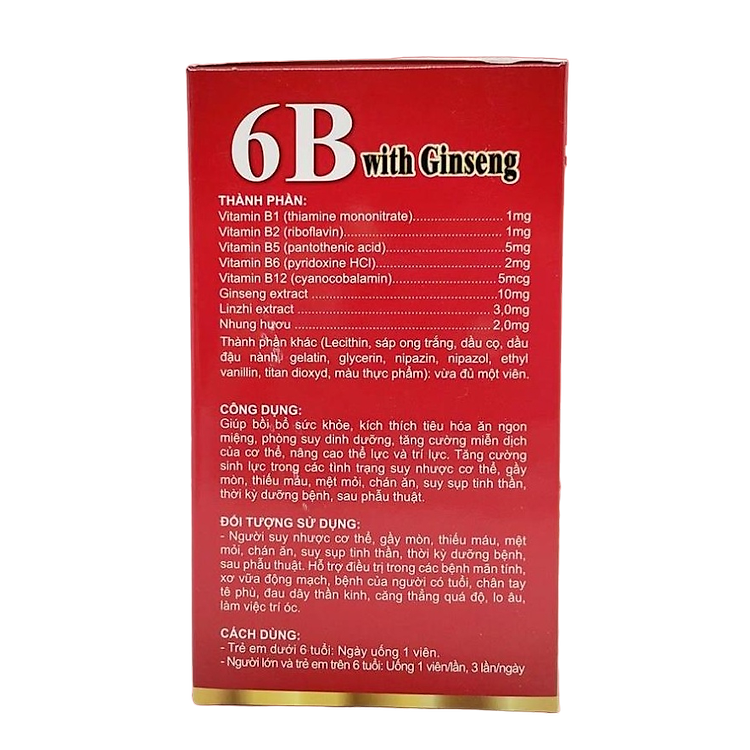 6B with Ginseng
THÀNH PHẦN:
Vitamin B1 (thiamine mononitrate)........................ 1mg
Vitamin B2 (riboflavin)........................................... 1mg
Vitamin B5 (pantothenic acid)................................ 5mg
Vitamin B6 (pyridoxine HCl)................................... 2mg
Vitamin B12 (cyanocobalamin)............................. 5mcg
Ginseng extract .................................................. 10mg
Linzhi extract ..................................................... 3,0mg
Nhung hươu ...................................................... 2,0mg
Thành phần khác (Lecithin, sáp ong trắng, dầu cọ, dầu
đậu nành, gelatin, glycerin, nipazin, nipazol, ethyl
vanillin, titan dioxyd, màu thực phẩm): vừa đủ một viên.
CÔNG DỤNG:
Giúp bồi bổ sức khỏe, kích thích tiêu hóa ăn ngon
miệng, phòng suy dinh dưỡng, tăng cường miễn dịch
của cơ thể, nâng cao thể lực và trí lực. Tăng cường
sinh lực trong các tình trạng suy nhược cơ thể, gầy
mòn, thiếu máu, mệt mỏi, chán ăn, suy sụp tinh thần,
thời kỳ dưỡng bệnh, sau phẫu thuật.
ĐỐI TƯỢNG SỬ DỤNG:
- Người suy nhược cơ thể, gầy mòn, thiếu máu, mệt
mỏi, chán ăn, suy sụp tinh thần, thời kỳ dưỡng bệnh,
sau phẫu thuật. Hỗ trợ điều trị trong các bệnh mãn tính,
xơ vữa động mạch, bệnh của người có tuổi, chân tay
tê phù, đau dây thần kinh, căng thẳng quá độ, lo âu,
làm việc trí óc.
CÁCH DÙNG:
- Trẻ em dưới 6 tuổi: Ngày uống 1 viên.
- Người lớn và trẻ em trên 6 tuổi: Uống 1 viên/lần, 3 lần/ngày